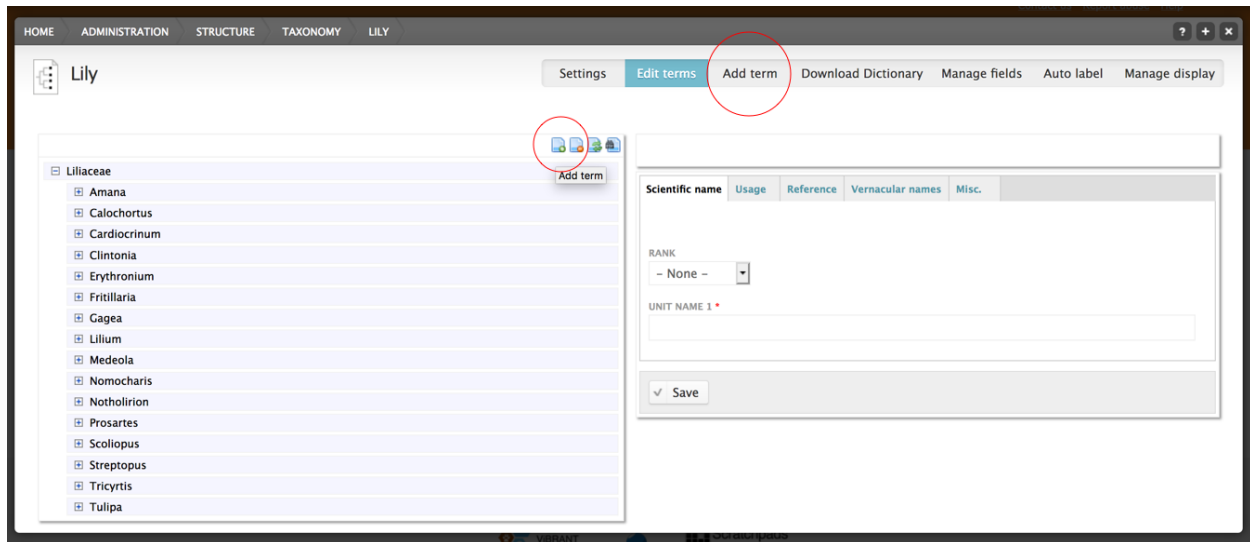 HOME ADMINISTRATION STRUCTURE TAXONOMY LILY ? + ×
Lily
Settings Edit terms Add term Download Dictionary Manage fields Auto label Manage display
Add term
Liliaceae
Amana
Calochortus
Cardiocrinum
Clintonia
Erythronium
Fritillaria
Gagea
Lilium
Medeola
Nomocharis
Notholirion
Prosartes
Scoliopus
Streptopus
Tricyrtis
Tulipa
Scientific name Usage Reference Vernacular names Misc.
RANK
– None –
UNIT NAME 1 *
Save
VIBRANT Scratchpads